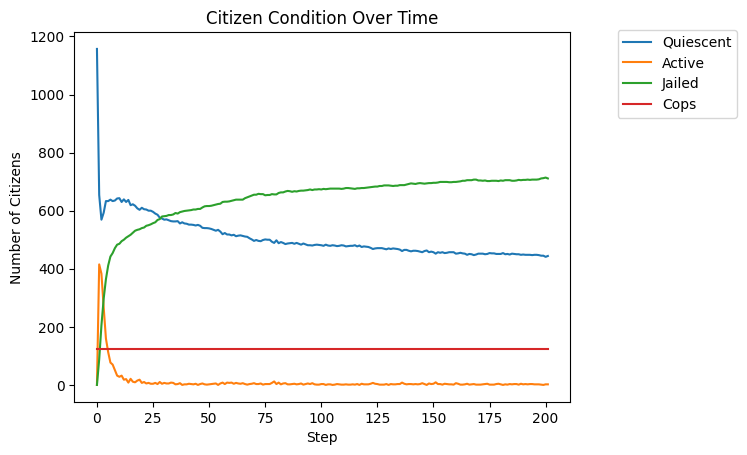 Citizen Condition Over Time
Quiescent
Active
Jailed
Cops
Number of Citizens
1200
1000
800
600
400
200
0
0 25 50 75 100 125 150 175 200
Step